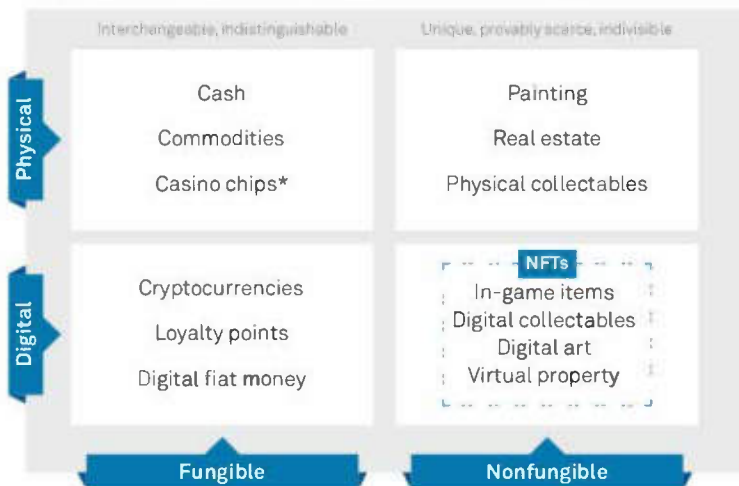 Interchangeable, indistinguishable
Unique, provably scarce, indivisible
Physical
Cash
Commodities
Casino chips*
Painting
Real estate
Physical collectables
Digital
Cryptocurrencies
Loyalty points
Digital fiat money
NFTs
In-game items
Digital collectables
Digital art
Virtual property
Fungible
Nonfungible